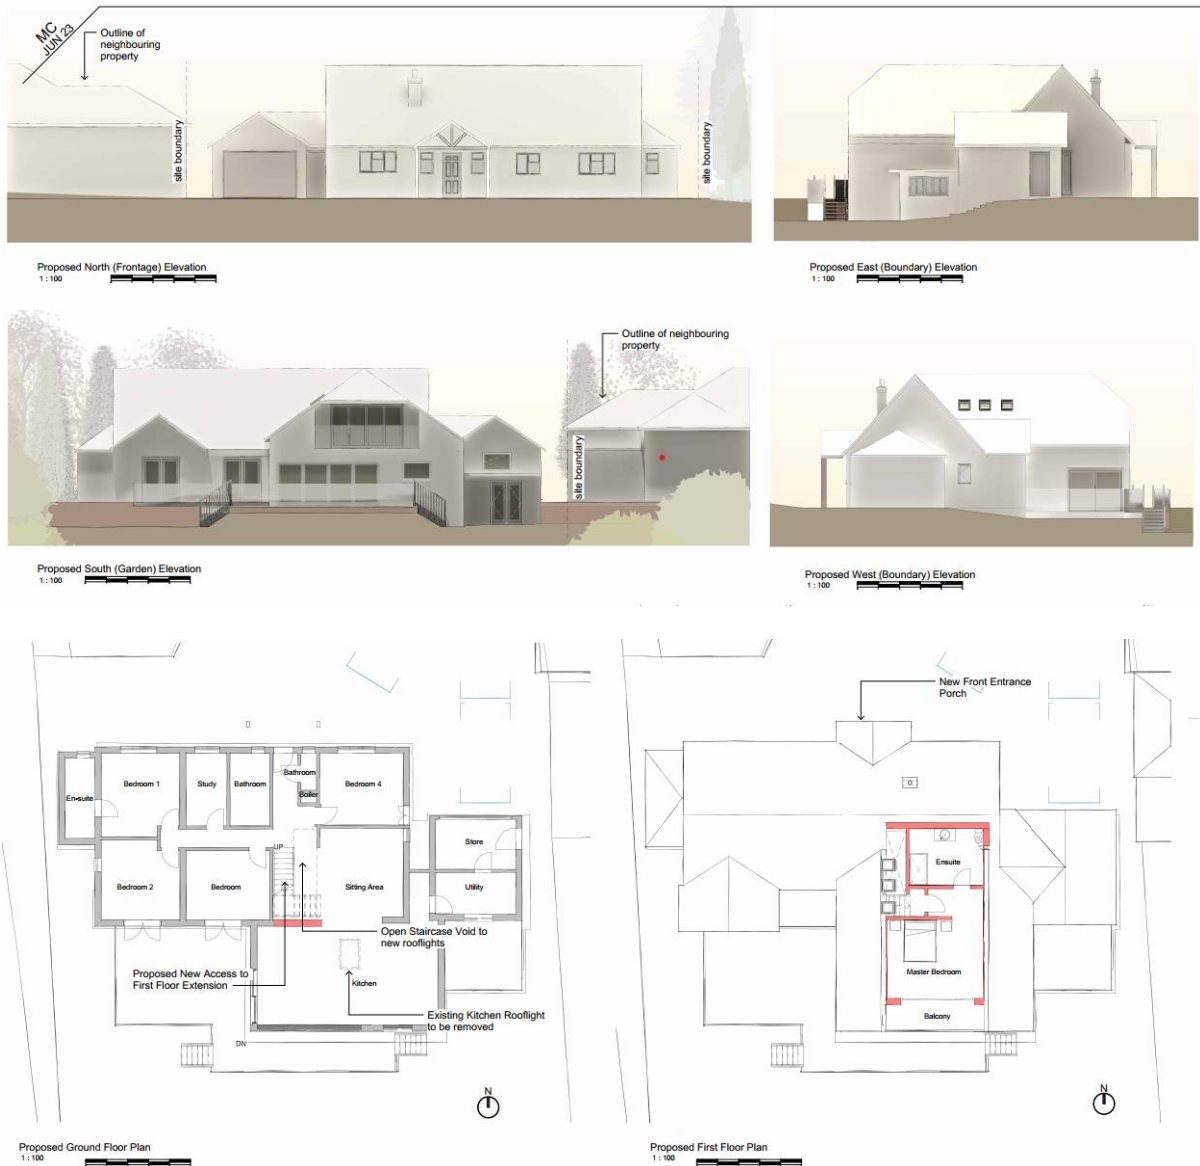 MC
JUN 23
Outline of
neighbouring
property
site boundary
site boundary
Proposed North (Frontage) Elevation
1 : 100
Proposed East (Boundary) Elevation
1 : 100
Outline of neighbouring
property
site boundary
Proposed South (Garden) Elevation
1 : 100
Proposed West (Boundary) Elevation
1 : 100
En-suite
Bedroom 1
Study
Bathroom
Bathroom
Boiler
Bedroom 4
UP
Store
Bedroom 2
Bedroom
Sitting Area
Utility
Open Staircase Void to
new rooflights
Proposed New Access to
First Floor Extension
Kitchen
Existing Kitchen Rooflight
to be removed
DN
N
Proposed Ground Floor Plan
1 : 100
New Front Entrance
Porch
Ensuite
Master Bedroom
Balcony
N
Proposed First Floor Plan
1 : 100